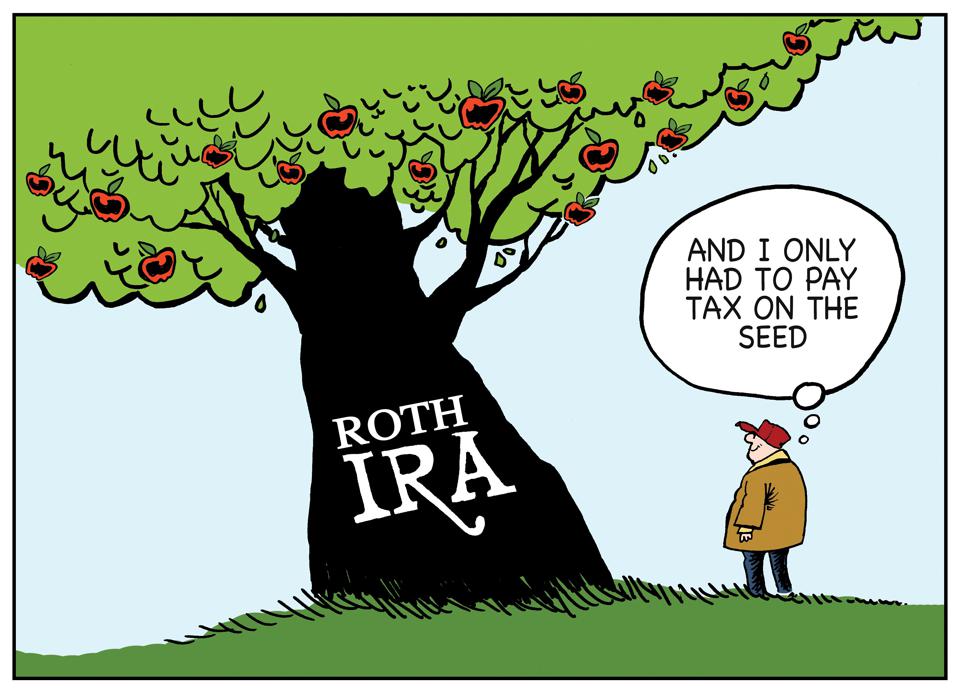 ROTH
IRA
AND I ONLY
HAD TO PAY
TAX ON THE
SEED